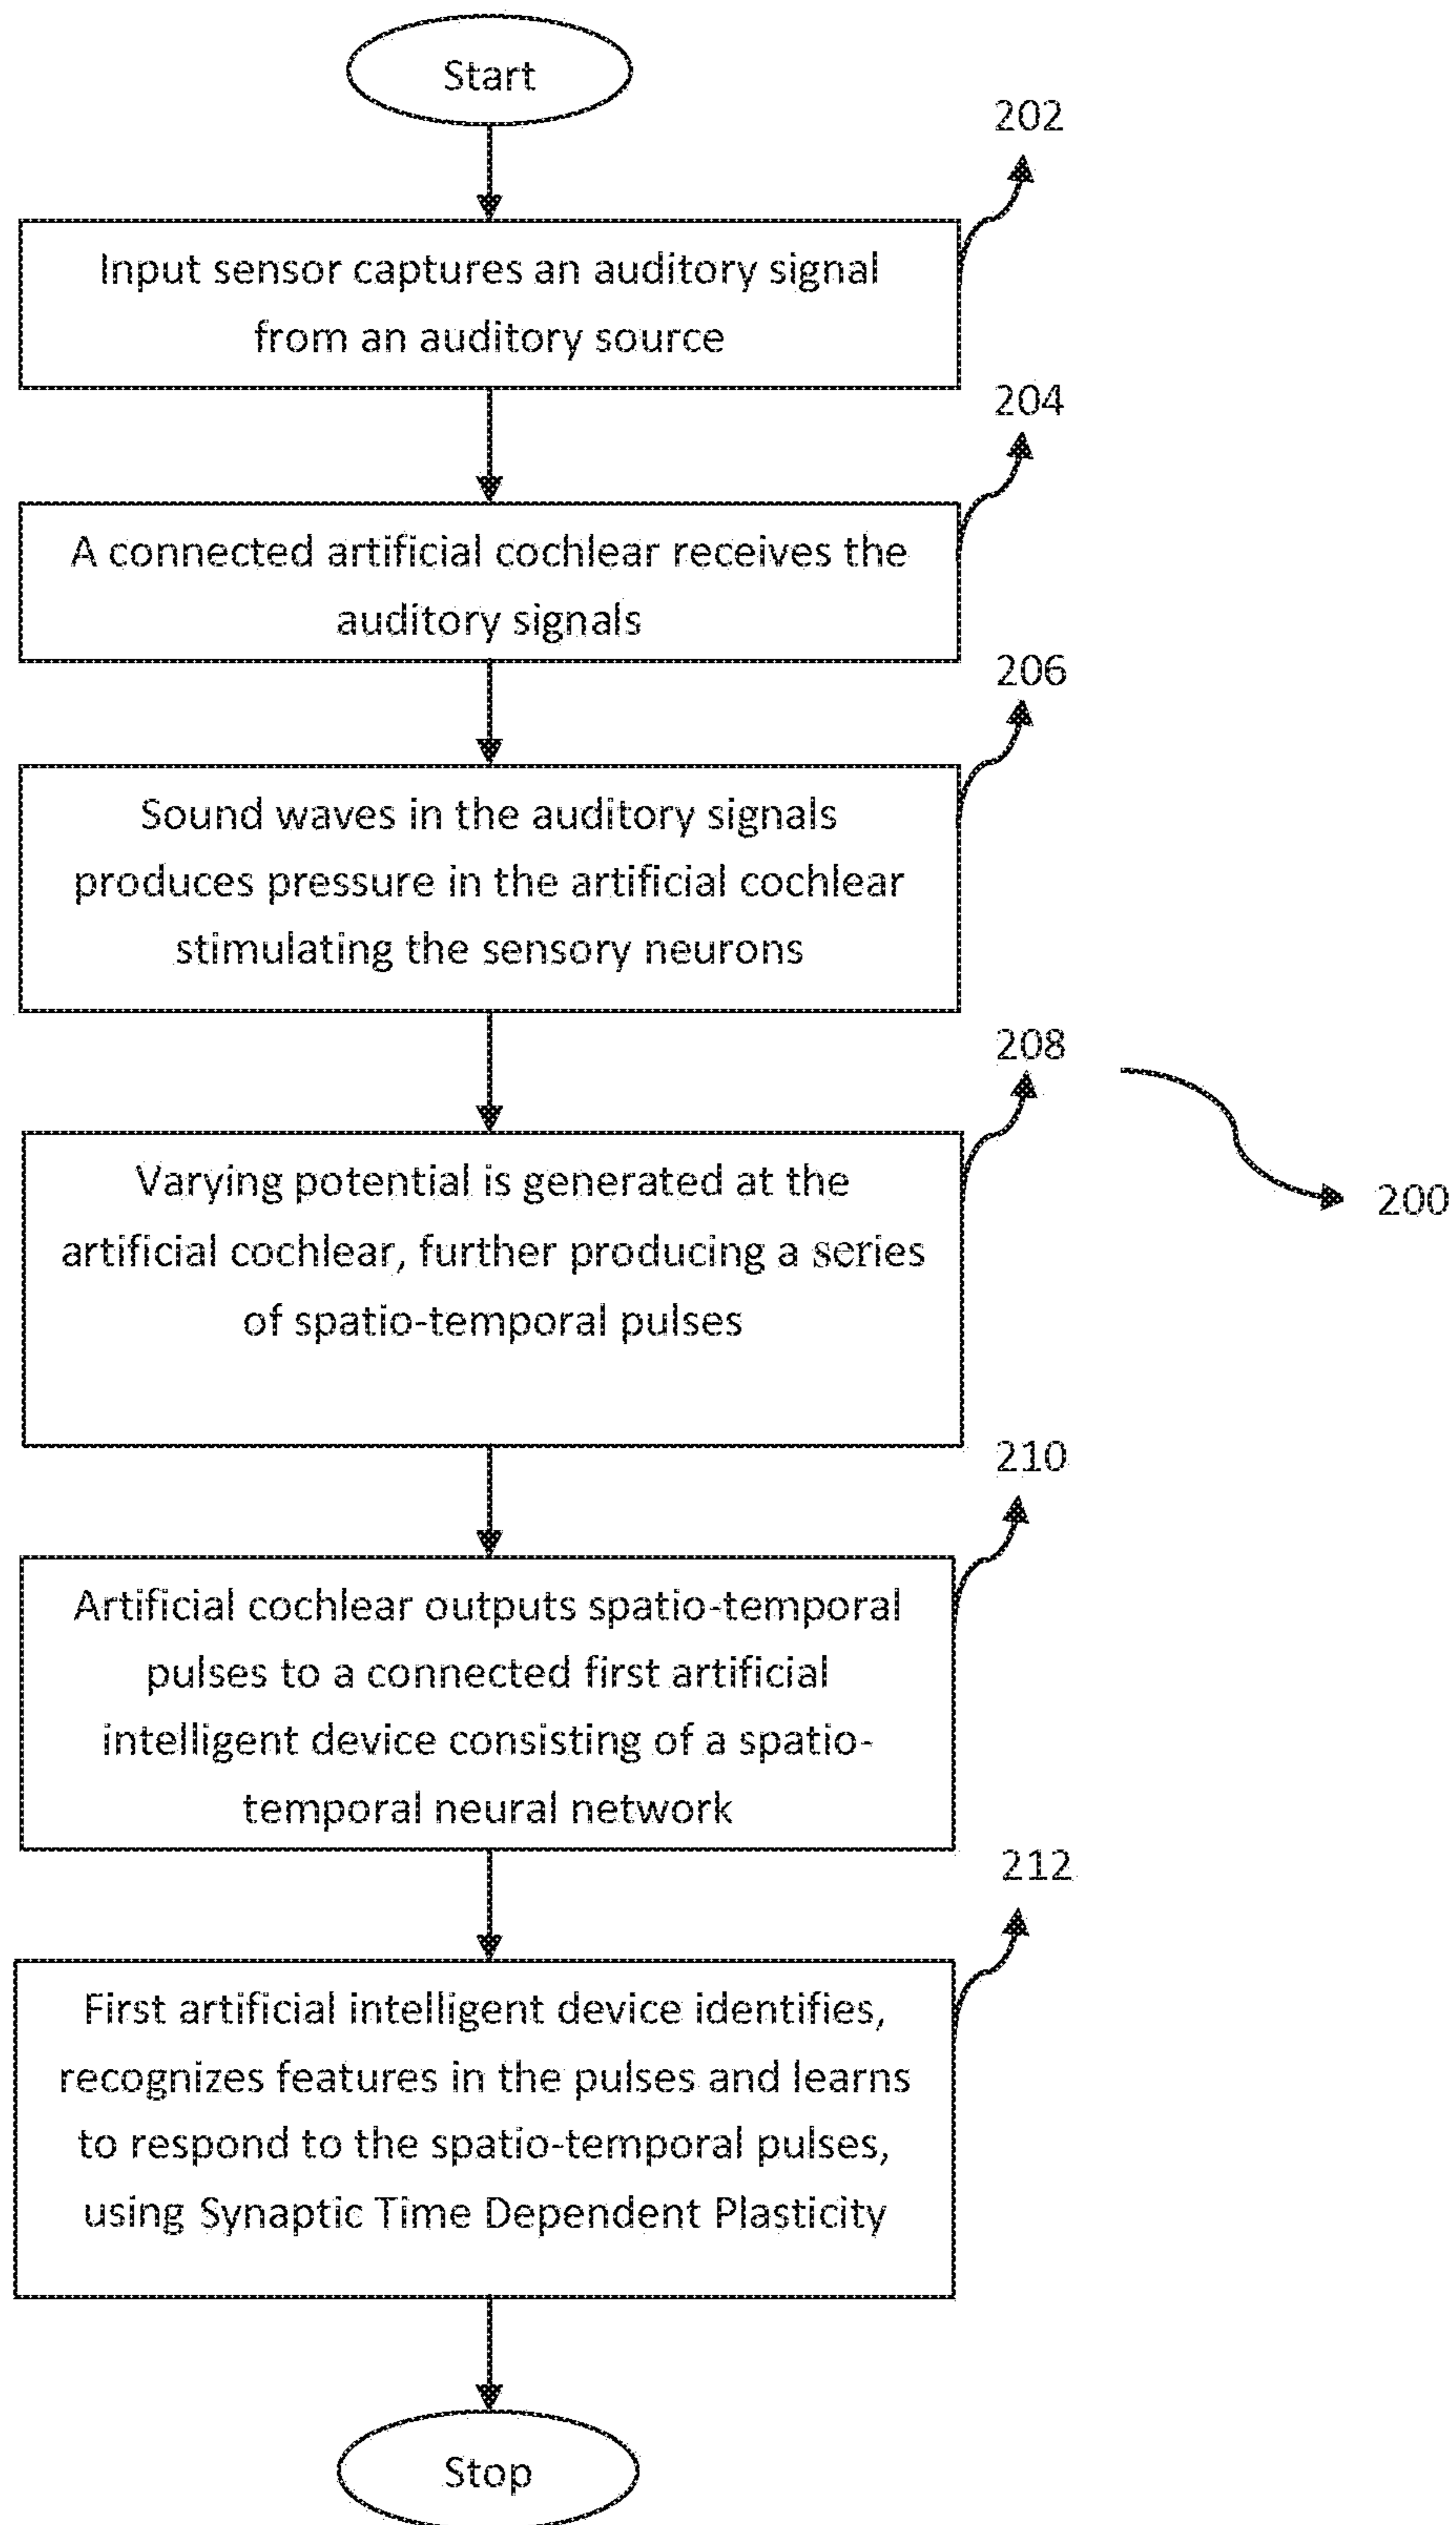 Start
202
Input sensor captures an auditory signal
from an auditory source
204
A connected artificial cochlear receives the
auditory signals
206
Sound waves in the auditory signals
produces pressure in the artificial cochlear
stimulating the sensory neurons
208
200
Varying potential is generated at the
artificial cochlear, further producing a series
of spatio-temporal pulses
210
Artificial cochlear outputs spatio-temporal
pulses to a connected first artificial
intelligent device consisting of a spatio-
temporal neural network
212
First artificial intelligent device identifies,
recognizes features in the pulses and learns
to respond to the spatio-temporal pulses,
using Synaptic Time Dependent Plasticity
Stop